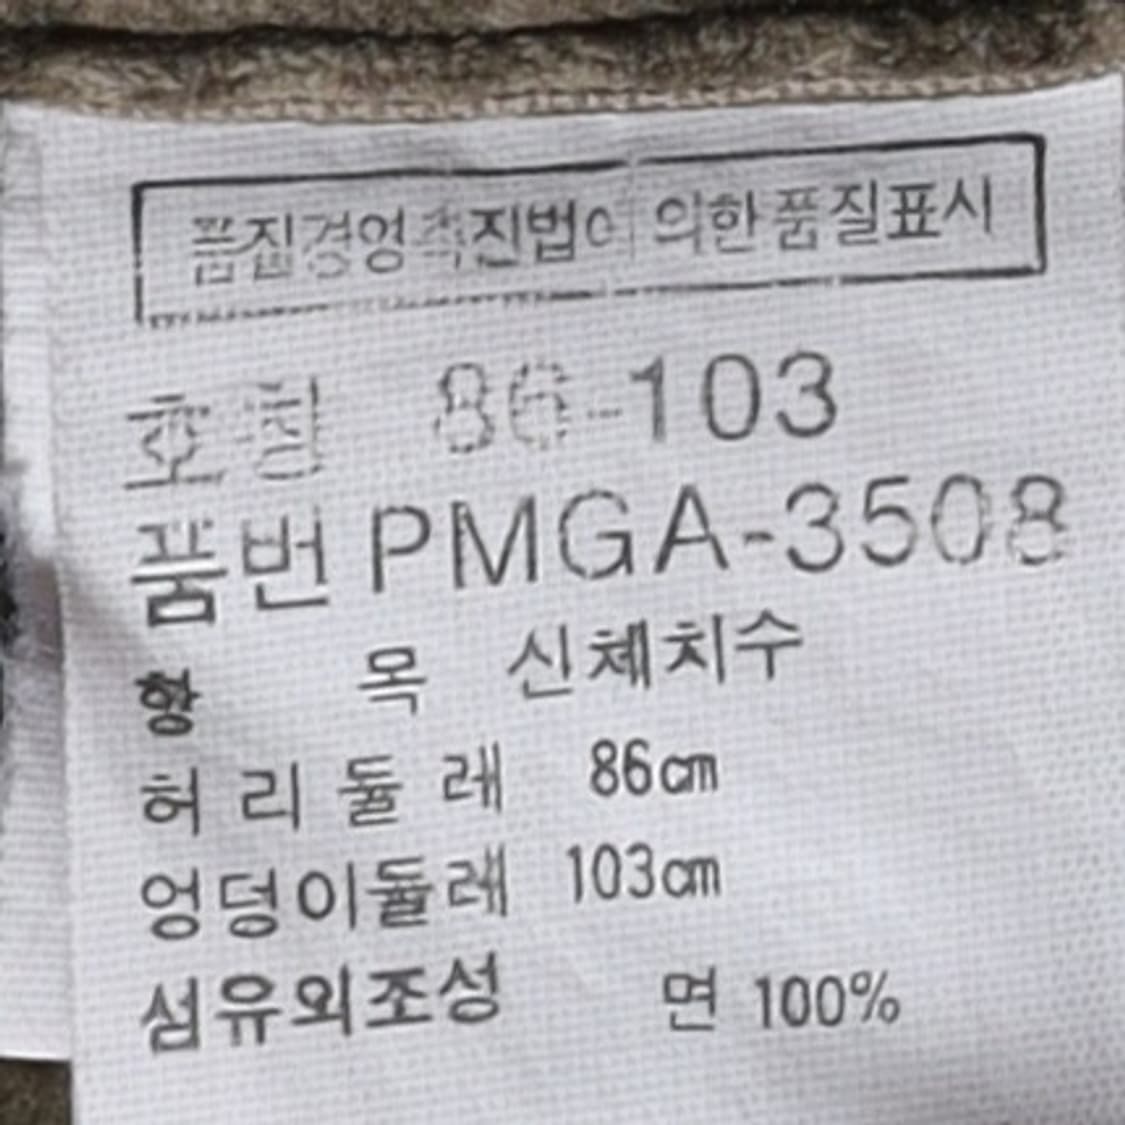 품질경영촉진법에 의한 품질표시
호칭 86-103
품번 PMGA-3508
항 목 신체치수
허리둘레 86㎝
엉덩이둘레 103㎝
섬유의조성 면 100%